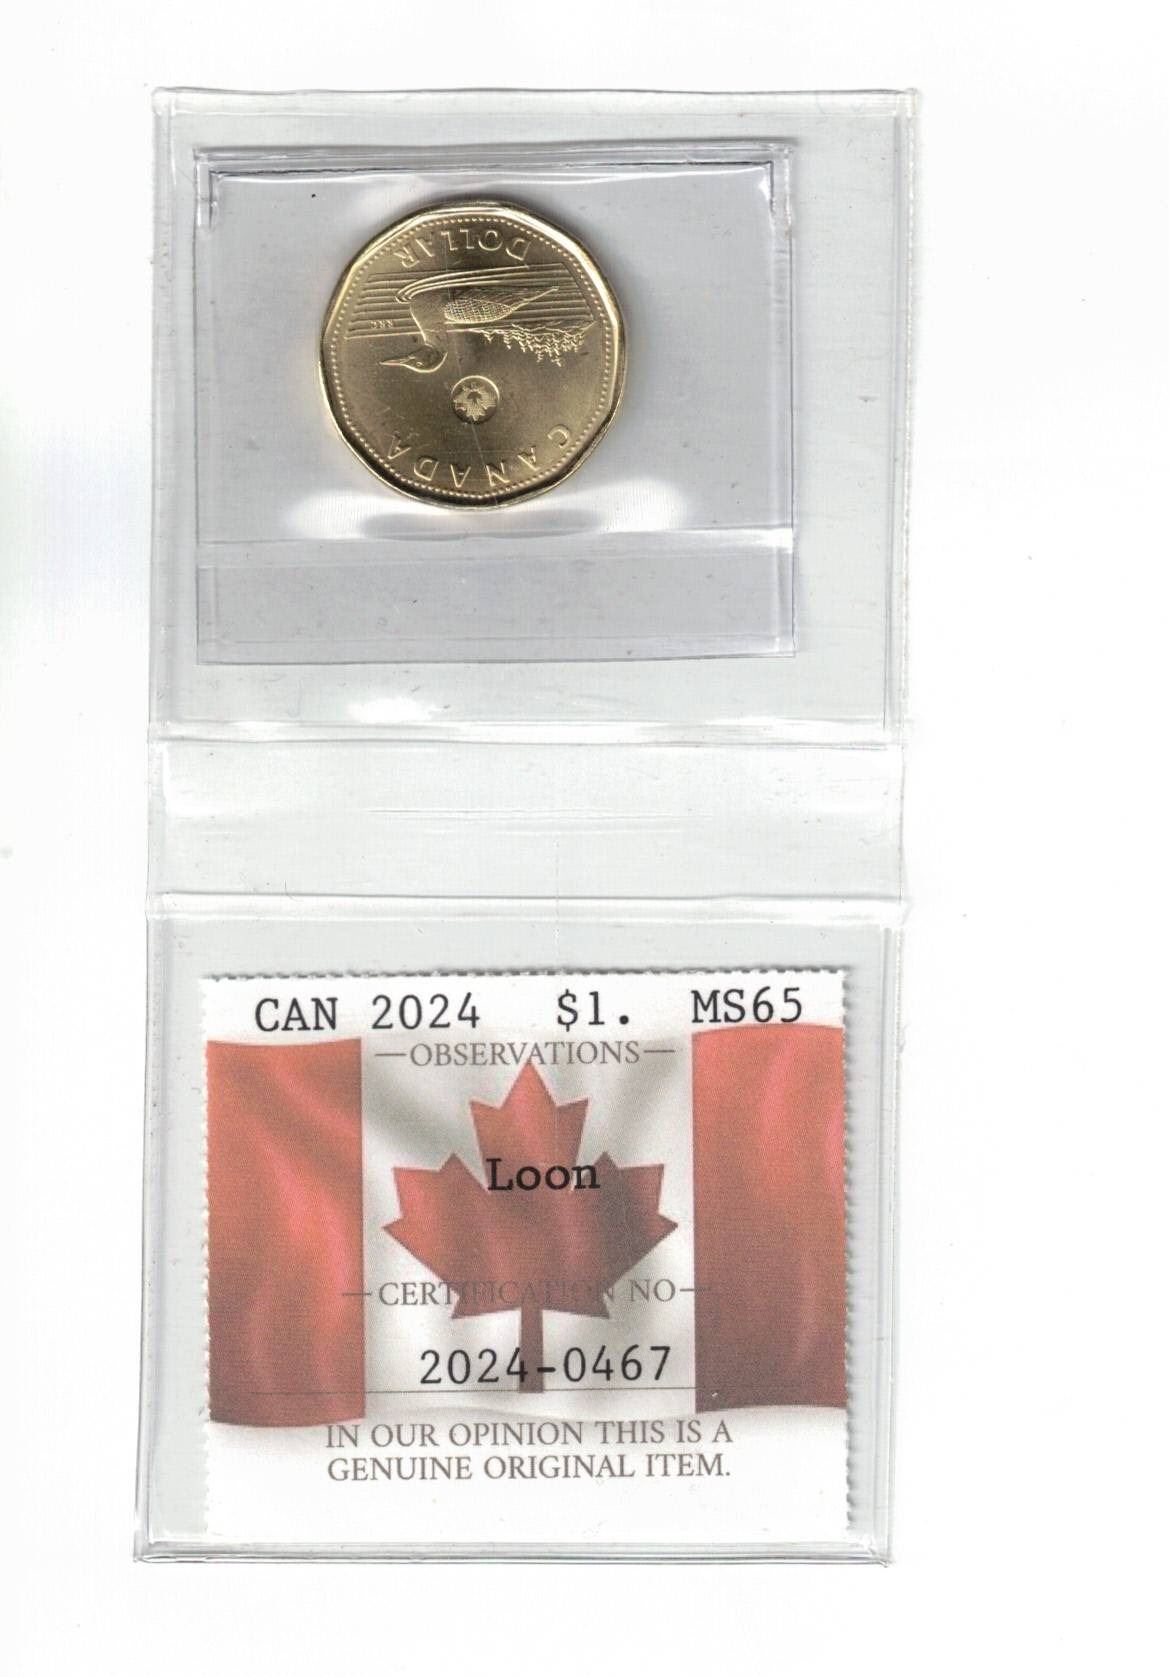 DOLLAR
RRC
CANADA
CAN 2024 $1. MS65
—OBSERVATIONS—
Loon
—CERTIFICATION NO—
2024-0467
IN OUR OPINION THIS IS A
GENUINE ORIGINAL ITEM.